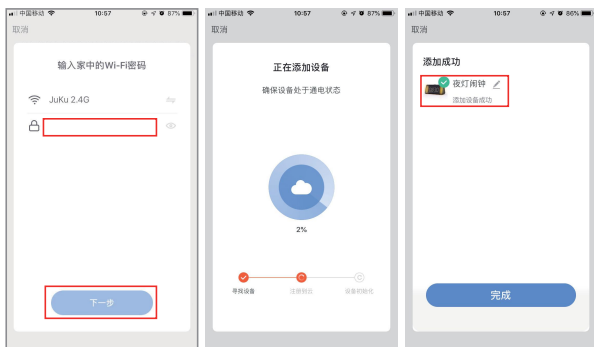 中国移动 10:57 87%
取消
输入家中的Wi-Fi密码
JuKu 2.4G
下一步
中国移动 10:57 87%
取消
正在添加设备
确保设备处于通电状态
2%
寻找设备 注册到云 设备初始化
中国移动 10:57 86%
取消
添加成功
夜灯闹钟
添加设备成功
完成